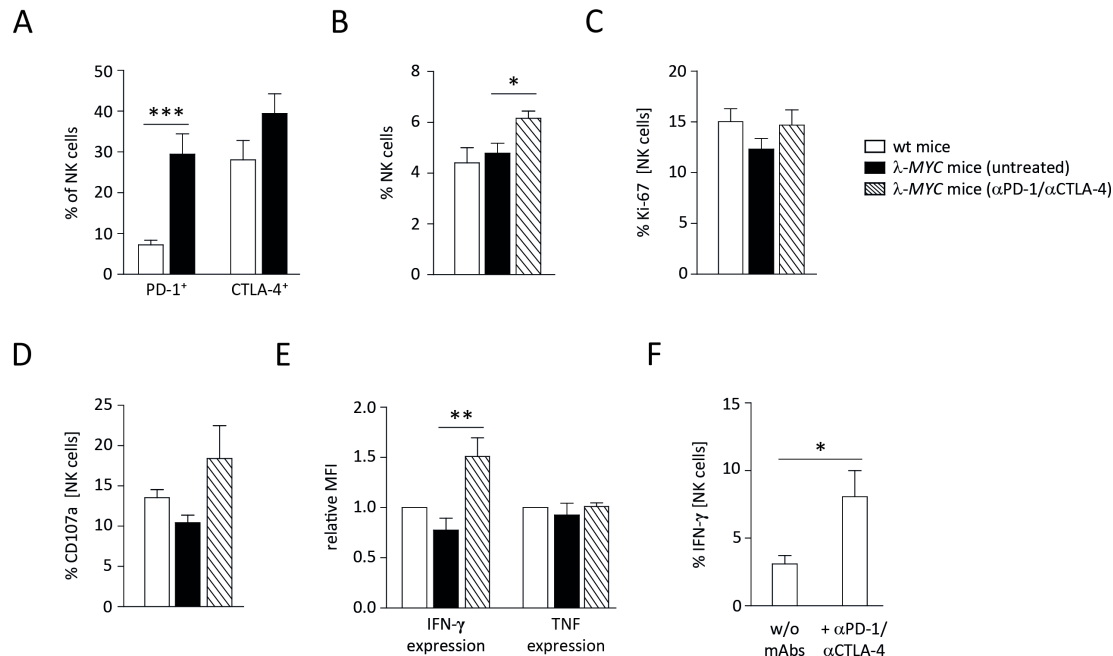 A
B
C
50
40
30
20
10
0
% of NK cells
***
PD-1⁺
CTLA-4⁺
8
6
4
2
0
% NK cells
*
20
15
10
5
0
% Ki-67 [NK cells]
wt mice
λ-MYC mice (untreated)
λ-MYC mice (αPD-1/αCTLA-4)
D
E
F
25
20
15
10
5
0
% CD107a [NK cells]
2.0
1.5
1.0
0.5
0.0
relative MFI
**
IFN-γ
expression
TNF
expression
15
10
5
0
% IFN-γ [NK cells]
*
w/o
mAbs
+ αPD-1/
αCTLA-4